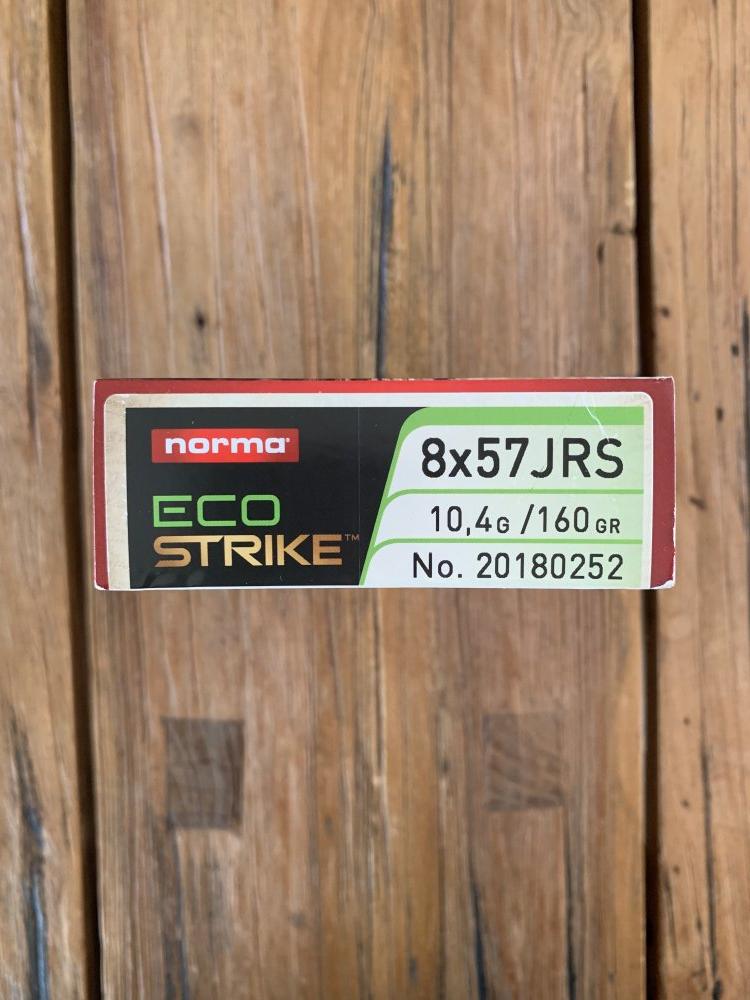 norma
ECO
STRIKE™
8x57JRS
10,4G /160 GR
No. 20180252